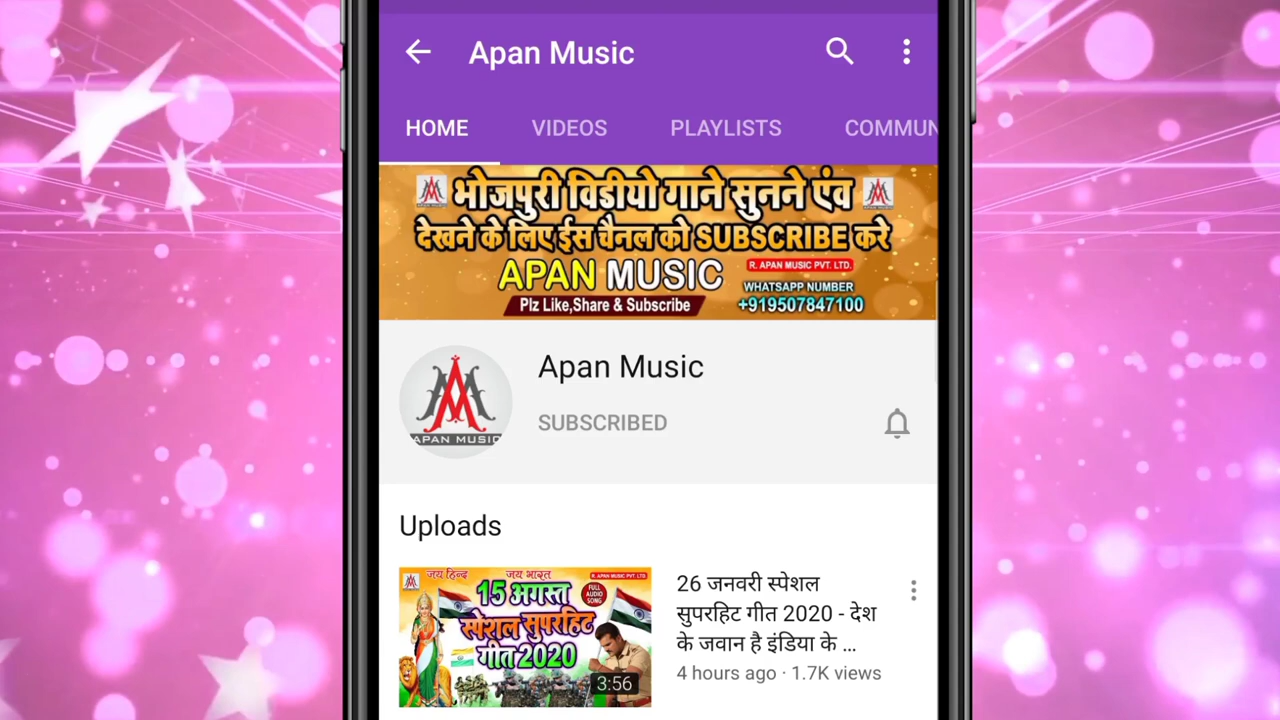 Apan Music
HOME VIDEOS PLAYLISTS COMMUN
भोजपुरी विडीयो गाने सुनने एंव
देखने के लिए ईस चैनल को SUBSCRIBE करे
APAN MUSIC
R. APAN MUSIC PVT. LTD.
WHATSAPP NUMBER
+919507847100
Plz Like,Share & Subscribe
Apan Music
SUBSCRIBED
APAN MUSIC
Uploads
जय हिन्द जय भारत
R. APAN MUSIC PVT. LTD
15 अगस्त
FULL
AUDIO
SONG
स्पेशल सुपरहिट
गीत 2020
3:56
26 जनवरी स्पेशल
सुपरहिट गीत 2020 - देश
के जवान है इंडिया के ...
4 hours ago · 1.7K views